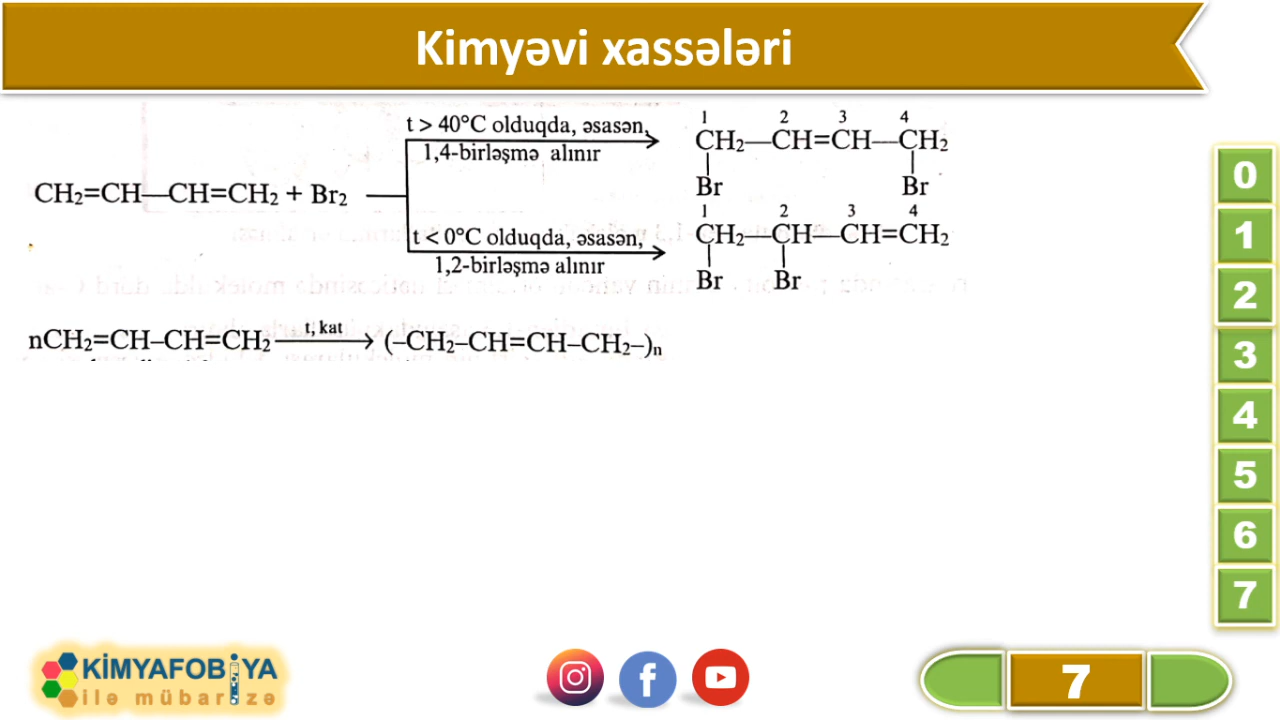 Kimyəvi xassələri
t > 40°C olduqda, əsasən,
1,4-birləşmə alınır
1 2 3 4
CH₂—CH=CH—CH₂
Br Br
CH₂=CH—CH=CH₂ + Br₂
t < 0°C olduqda, əsasən,
1,2-birləşmə alınır
1 2 3 4
CH₂—CH—CH=CH₂
Br Br
nCH₂=CH–CH=CH₂ t, kat (–CH₂–CH=CH–CH₂–)ₙ
0
1
2
3
4
5
6
7
KİMYAFOBİYA
ilə mübarizə
7